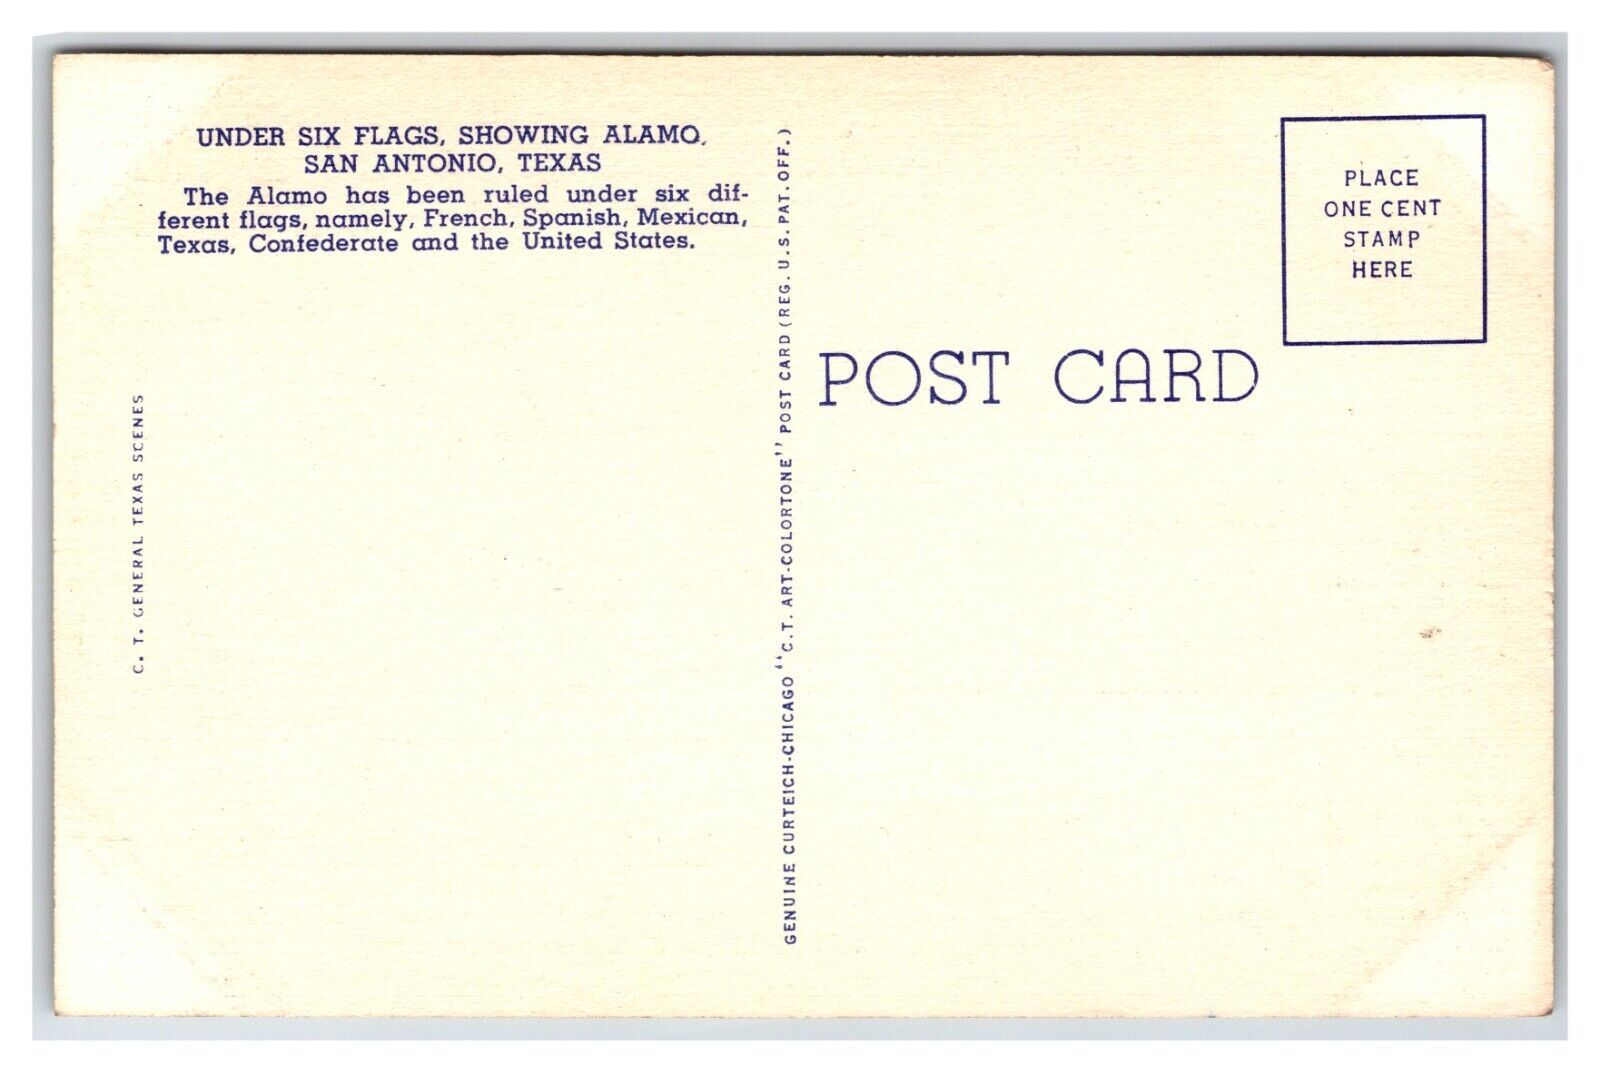 UNDER SIX FLAGS, SHOWING ALAMO,
SAN ANTONIO, TEXAS
The Alamo has been ruled under six dif-
ferent flags, namely, French, Spanish, Mexican,
Texas, Confederate and the United States.
C. T. GENERAL TEXAS SCENES
GENUINE CURTEICH-CHICAGO "C.T. ART-COLORTONE" POST CARD (REG. U.S. PAT. OFF.)
POST CARD
PLACE
ONE CENT
STAMP
HERE